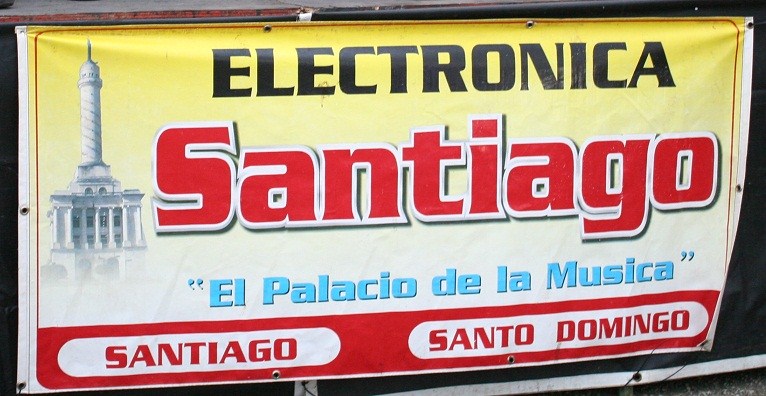 ELECTRONICA
Santiago
"El Palacio de la Musica"
SANTIAGO
SANTO DOMINGO